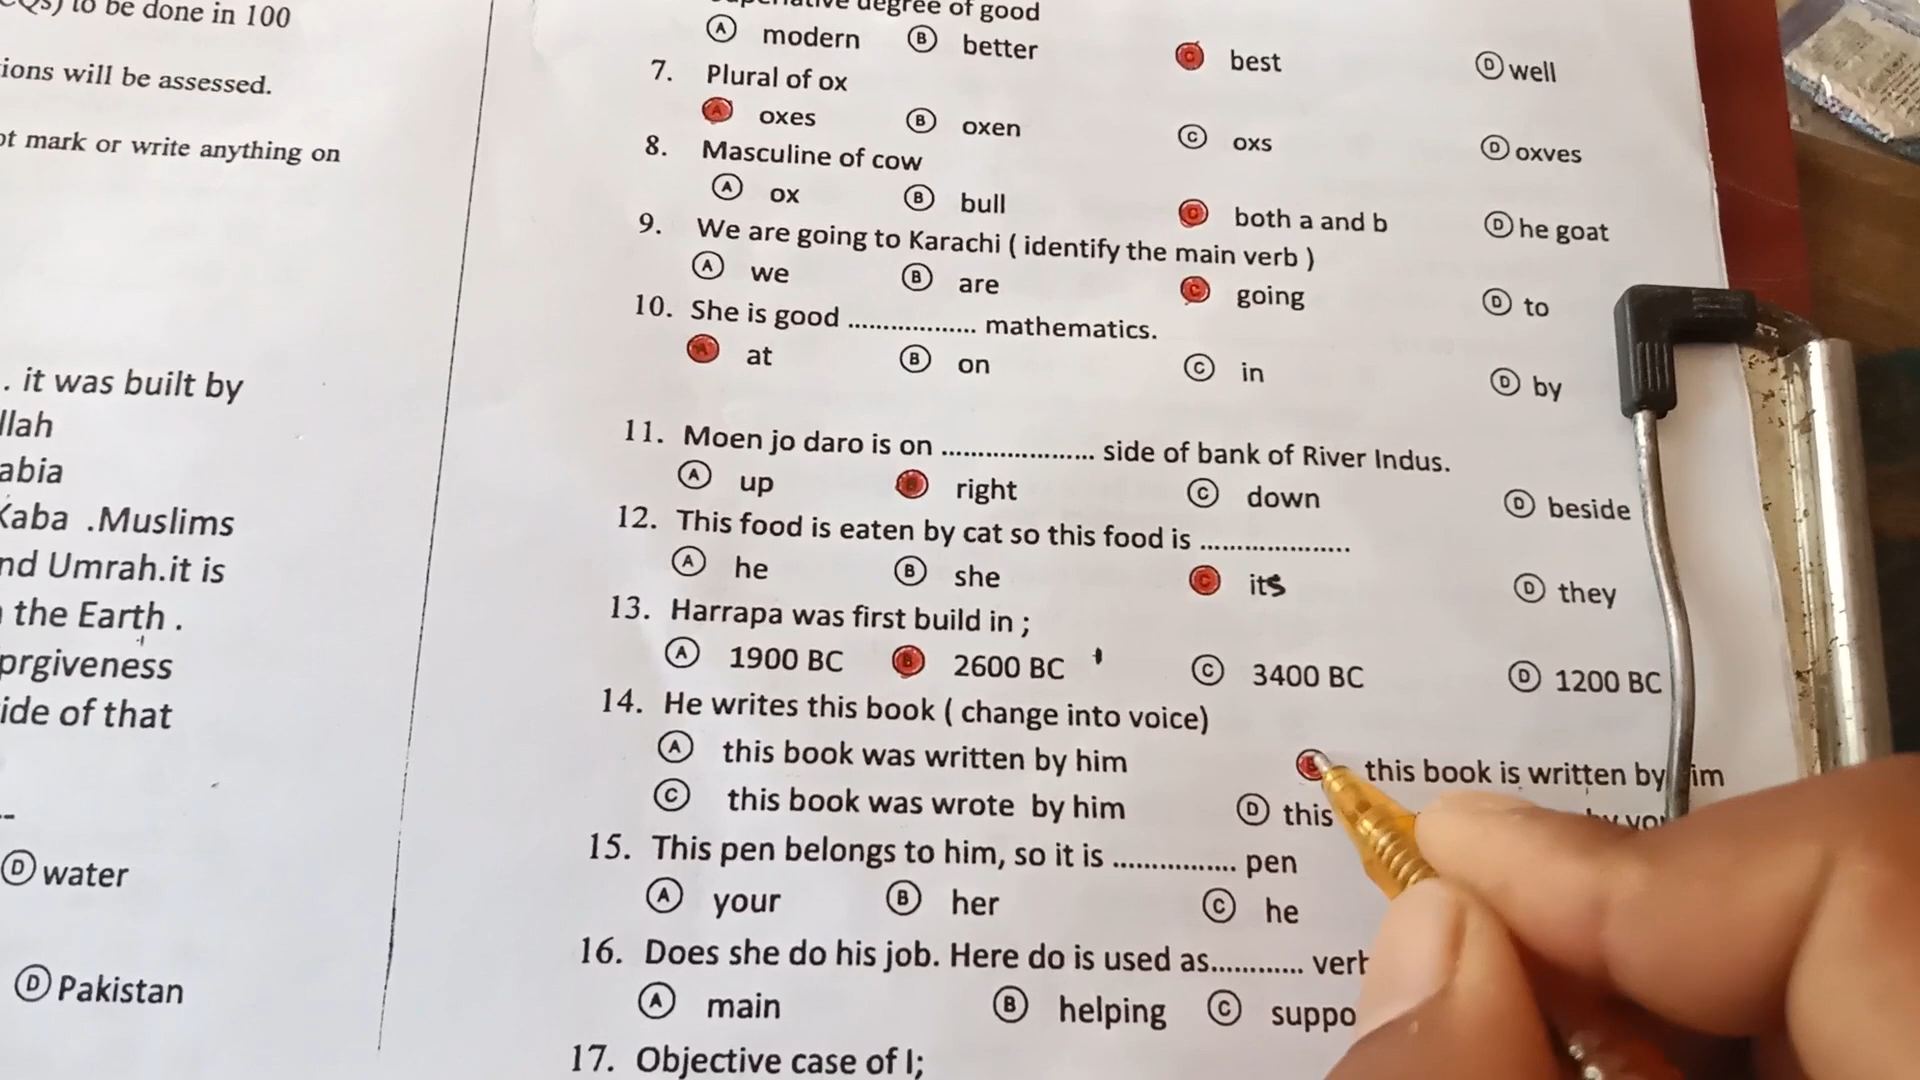 to be done in 100
ions will be assessed.
ot mark or write anything on
. it was built by
llah
abia
Kaba .Muslims
nd Umrah.it is
the Earth .
orgiveness
ide of that
--
D water
D Pakistan
degree of good
A modern B better C best D well
7. Plural of ox
A oxes B oxen C oxs D oxves
8. Masculine of cow
A ox B bull C both a and b D he goat
9. We are going to Karachi ( identify the main verb )
A we B are C going D to
10. She is good .................. mathematics.
A at B on C in D by
11. Moen jo daro is on ..................... side of bank of River Indus.
A up B right C down D beside
12. This food is eaten by cat so this food is .....................
A he B she C its D they
13. Harrapa was first build in ;
A 1900 BC B 2600 BC C 3400 BC D 1200 BC
14. He writes this book ( change into voice)
A this book was written by him B this book is written by im
C this book was wrote by him D this
15. This pen belongs to him, so it is ................ pen
A your B her C he
16. Does she do his job. Here do is used as............ verb
A main B helping C suppo
17. Objective case of I;